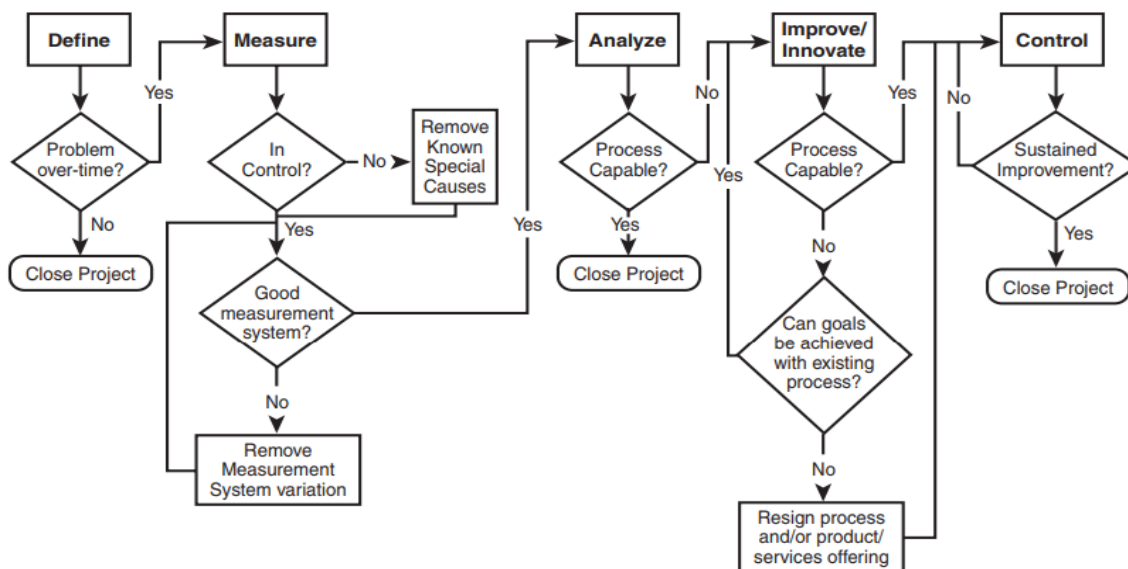 Define
Yes
Problem
over-time?
No
Close Project
Measure
In
Control?
No
Remove
Known
Special
Causes
Yes
Good
measurement
system?
Yes
No
Remove
Measurement
System variation
Analyze
Process
Capable?
No
Yes
Close Project
Improve/
Innovate
Process
Capable?
Yes
No
Can goals
be achieved
with existing
process?
Yes
No
Resign process
and/or product/
services offering
Control
No
Sustained
Improvement?
Yes
Close Project